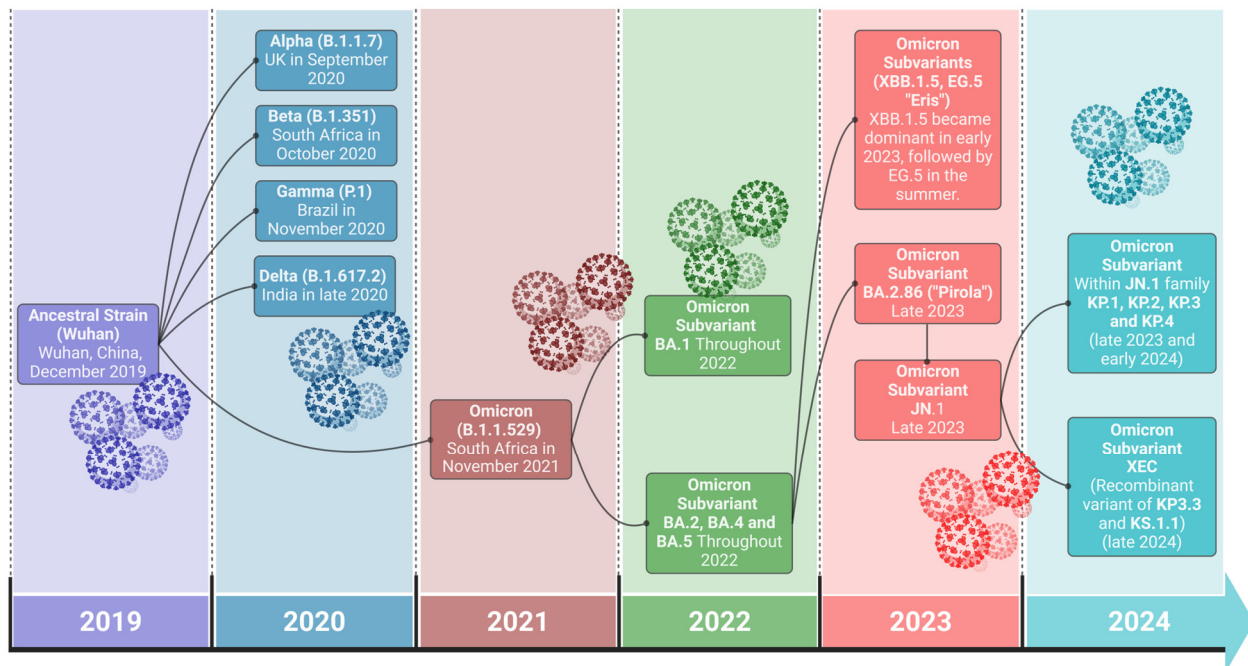 Ancestral Strain
(Wuhan)
Wuhan, China,
December 2019
Alpha (B.1.1.7)
UK in September
2020
Beta (B.1.351)
South Africa in
October 2020
Gamma (P.1)
Brazil in
November 2020
Delta (B.1.617.2)
India in late 2020
Omicron
(B.1.1.529)
South Africa in
November 2021
Omicron
Subvariant
BA.1 Throughout
2022
Omicron
Subvariant
BA.2, BA.4 and
BA.5 Throughout
2022
Omicron
Subvariants
(XBB.1.5, EG.5
"Eris")
XBB.1.5 became
dominant in early
2023, followed by
EG.5 in the
summer.
Omicron
Subvariant
BA.2.86 ("Pirola")
Late 2023
Omicron
Subvariant
JN.1
Late 2023
Omicron
Subvariant
Within JN.1 family
KP.1, KP.2, KP.3
and KP.4
(late 2023 and
early 2024)
Omicron
Subvariant
XEC
(Recombinant
variant of KP3.3
and KS.1.1)
(late 2024)
2019
2020
2021
2022
2023
2024